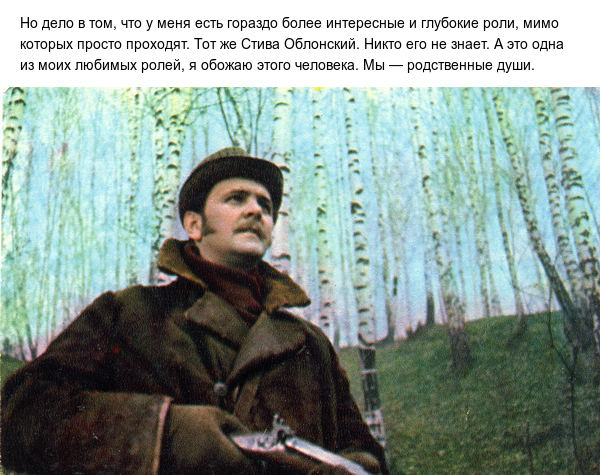 Но дело в том, что у меня есть гораздо более интересные и глубокие роли, мимо
которых просто проходят. Тот же Стива Облонский. Никто его не знает. А это одна
из моих любимых ролей, я обожаю этого человека. Мы — родственные души.